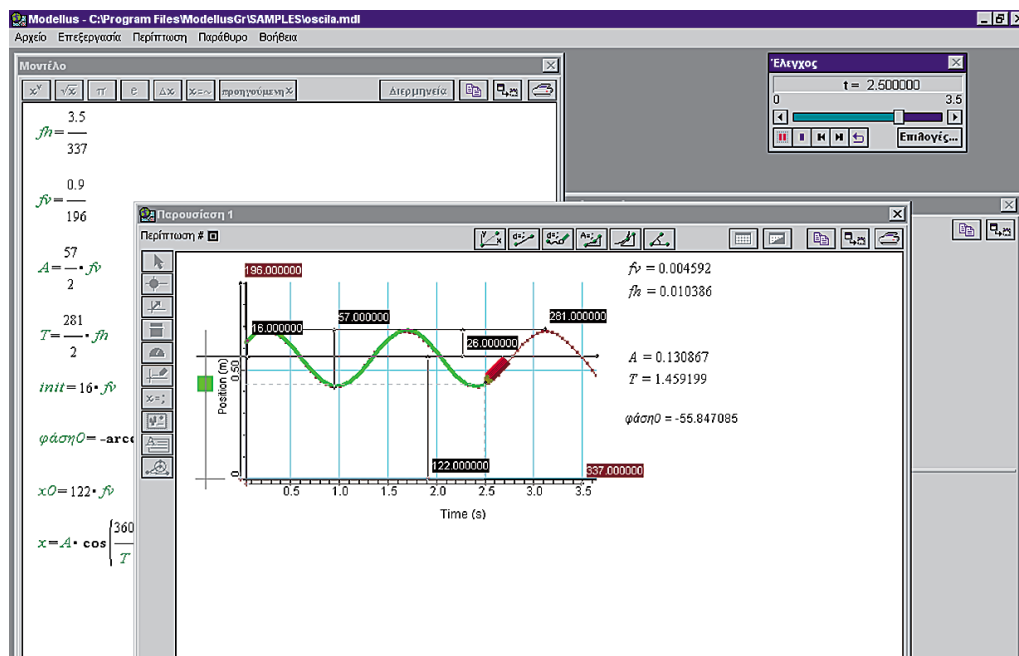 Modellus - C:\Program Files\ModellusGr\SAMPLES\oscila.mdl
Αρχείο Επεξεργασία Περίπτωση Παράθυρο Βοήθεια
Μοντέλο
x^y √x π e Δx x=~ προηγούμενη x Διερμηνεία
fh = 3.5 / 337
fv = 0.9 / 196
A = 57 / 2 · fv
T = 281 / 2 · fh
init = 16 · fv
φάση0 = -arcc
x0 = 122 · fv
x = A · cos ( 360 / T
Έλεγχος
t = 2.500000
0 3.5
Επιλογές...
Παρουσίαση 1
Περίπτωση #
196.000000
16.000000
57.000000
26.000000
281.000000
122.000000
337.000000
Position (m)
0.50
0
0.5 1.0 1.5 2.0 2.5 3.0 3.5
Time (s)
fv = 0.004592
fh = 0.010386
A = 0.130867
T = 1.459199
φάση0 = -55.847085